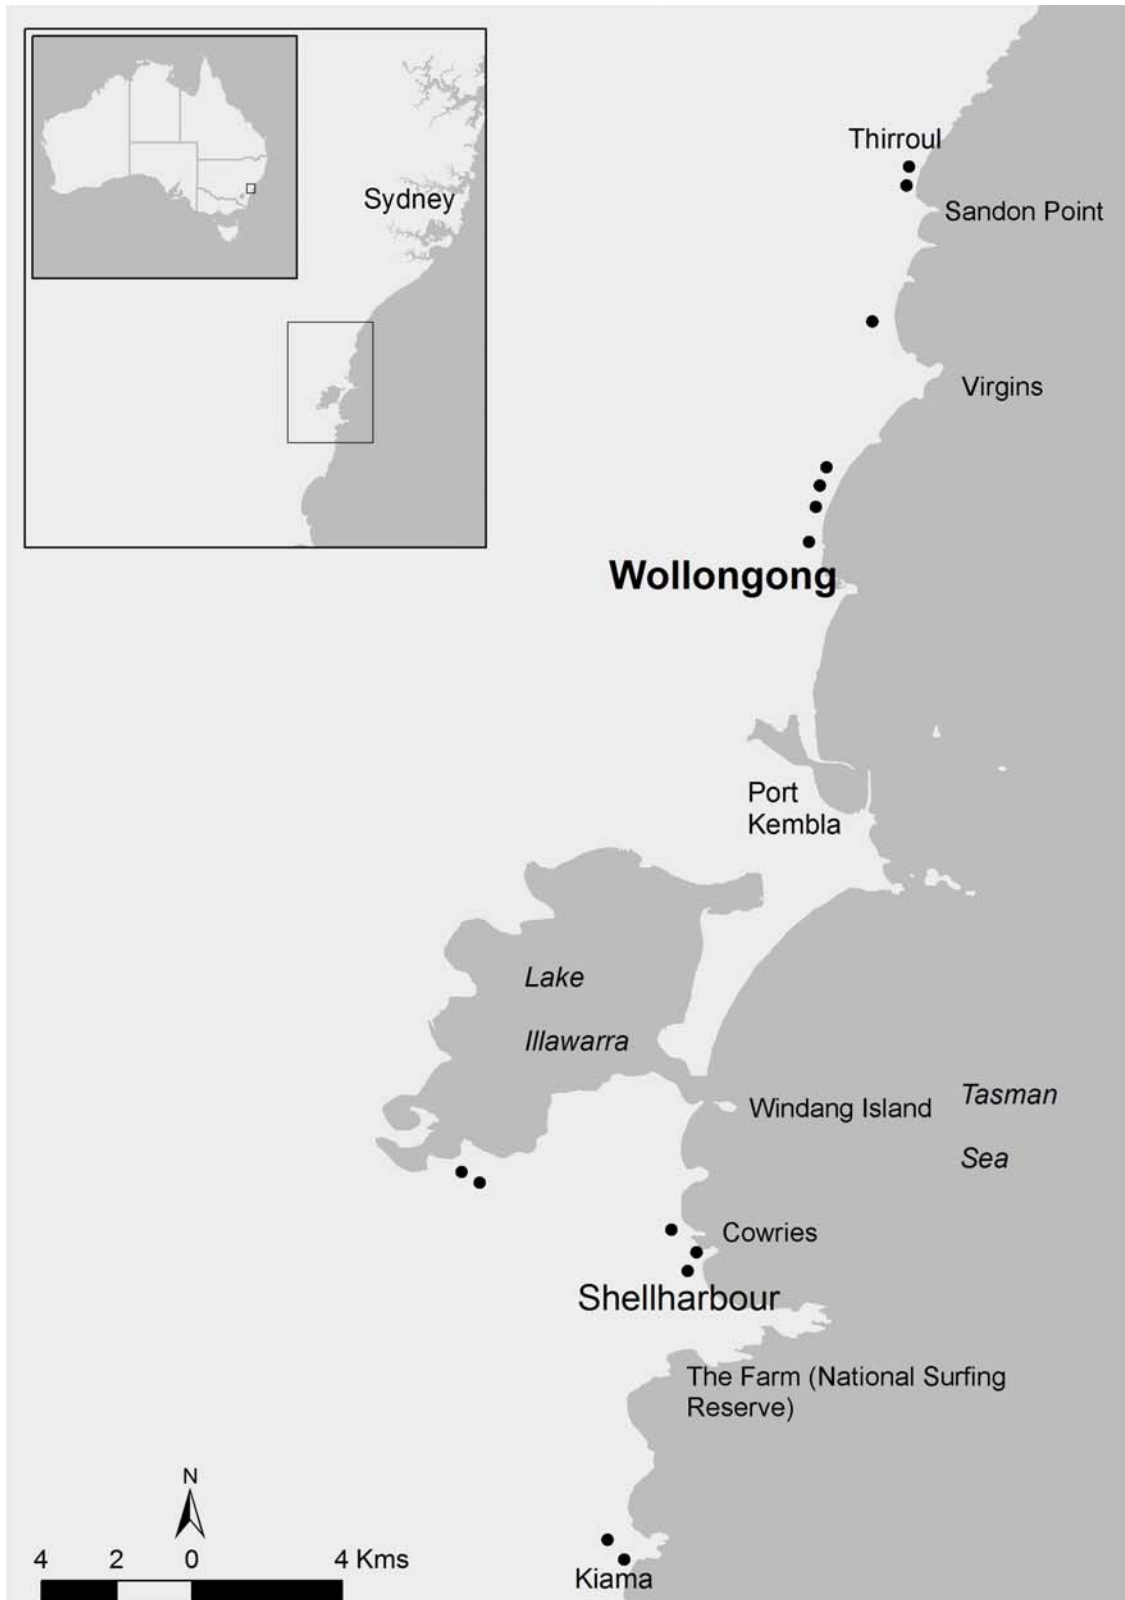 Thirroul
Sydney
Sandon Point
Virgins
Wollongong
Port
Kembla
Lake
Illawarra
Windang Island
Tasman
Sea
Cowries
Shellharbour
The Farm (National Surfing
Reserve)
N
4 2 0 4 Kms
Kiama